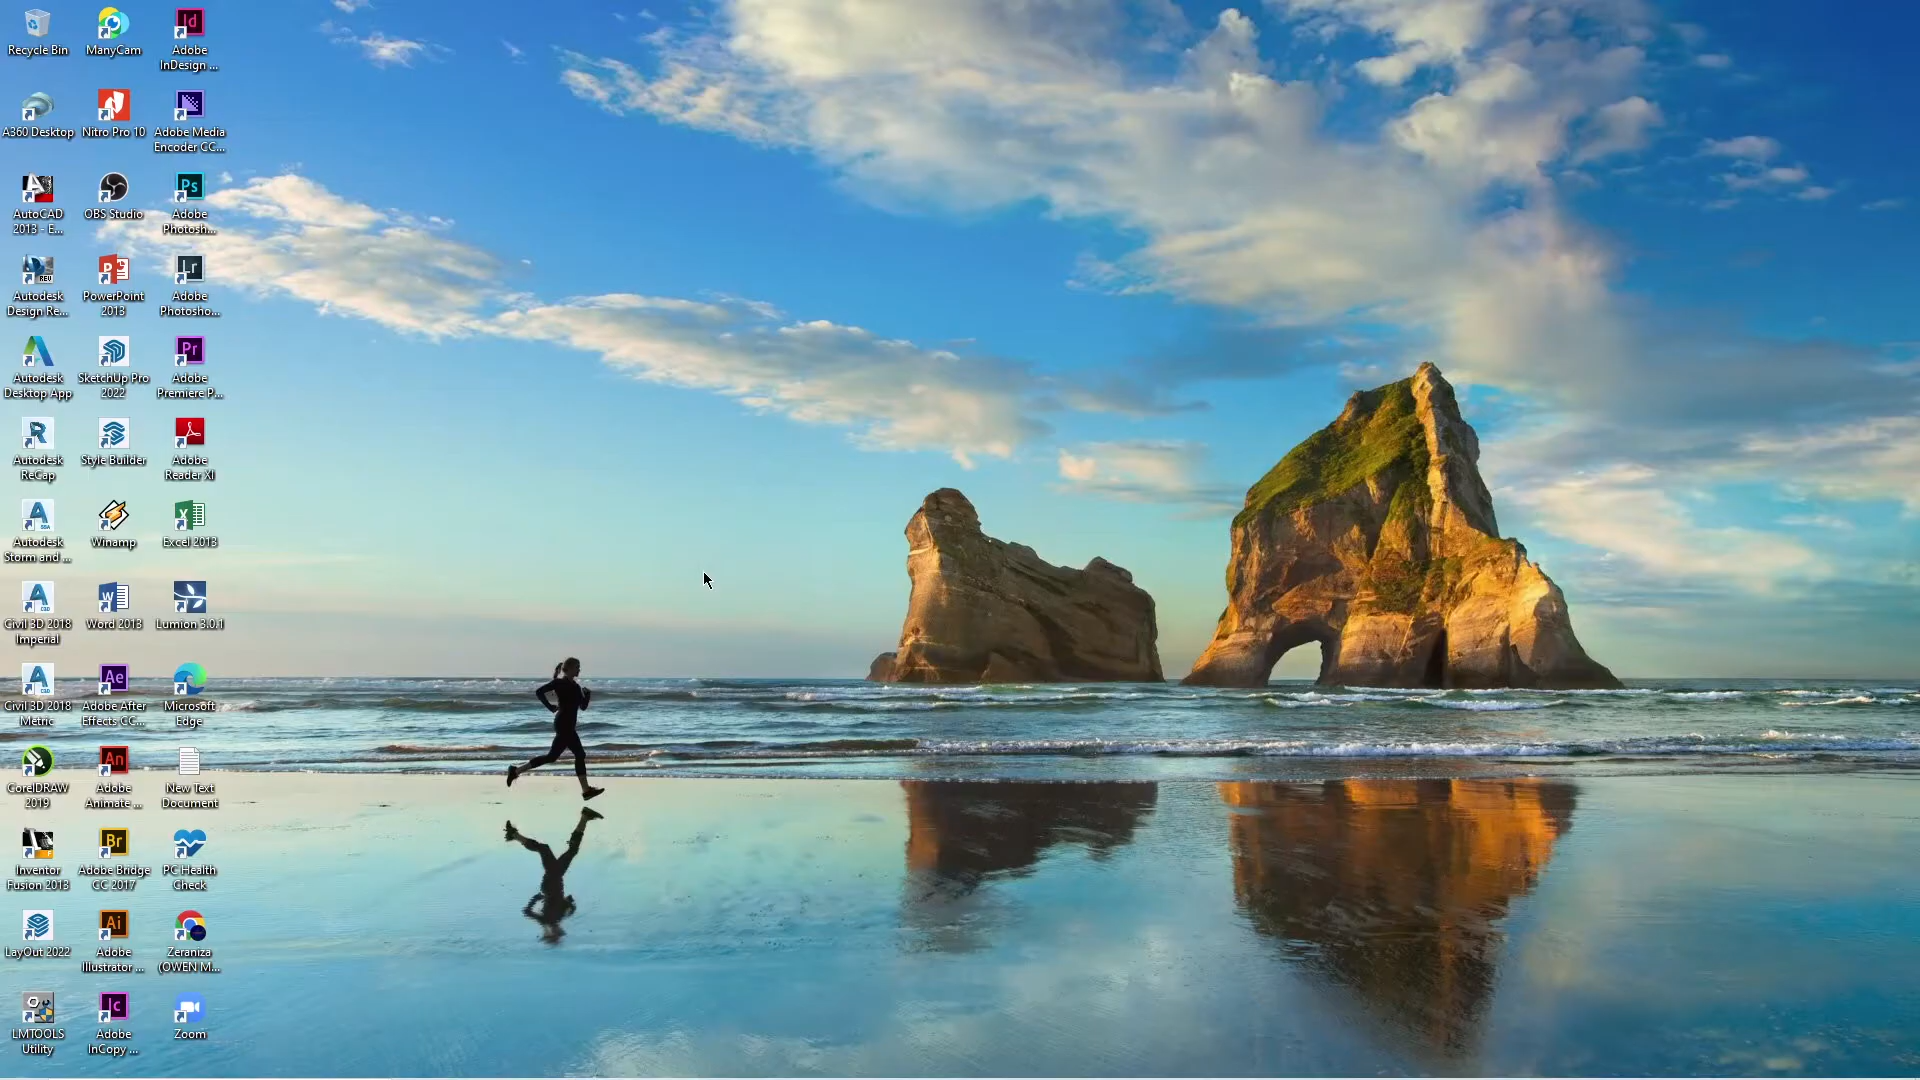 Recycle Bin
ManyCam
Adobe
InDesign ...
A360 Desktop
Nitro Pro 10
Adobe Media
Encoder CC...
AutoCAD
2013 - E...
OBS Studio
Adobe
Photosh...
Autodesk
Design Re...
PowerPoint
2013
Adobe
Photosho...
Autodesk
Desktop App
SketchUp Pro
2022
Adobe
Premiere P...
Autodesk
ReCap
Style Builder
Adobe
Reader XI
Autodesk
Storm and ...
Winamp
Excel 2013
Civil 3D 2018
Imperial
Word 2013
Lumion 3.0.1
Civil 3D 2018
Metric
Adobe After
Effects CC...
Microsoft
Edge
CorelDRAW
2019
Adobe
Animate ...
New Text
Document
Inventor
Fusion 2013
Adobe Bridge
CC 2017
PC Health
Check
LayOut 2022
Adobe
Illustrator ...
Zeraniza
(OWEN M...
LMTOOLS
Utility
Adobe
InCopy ...
Zoom